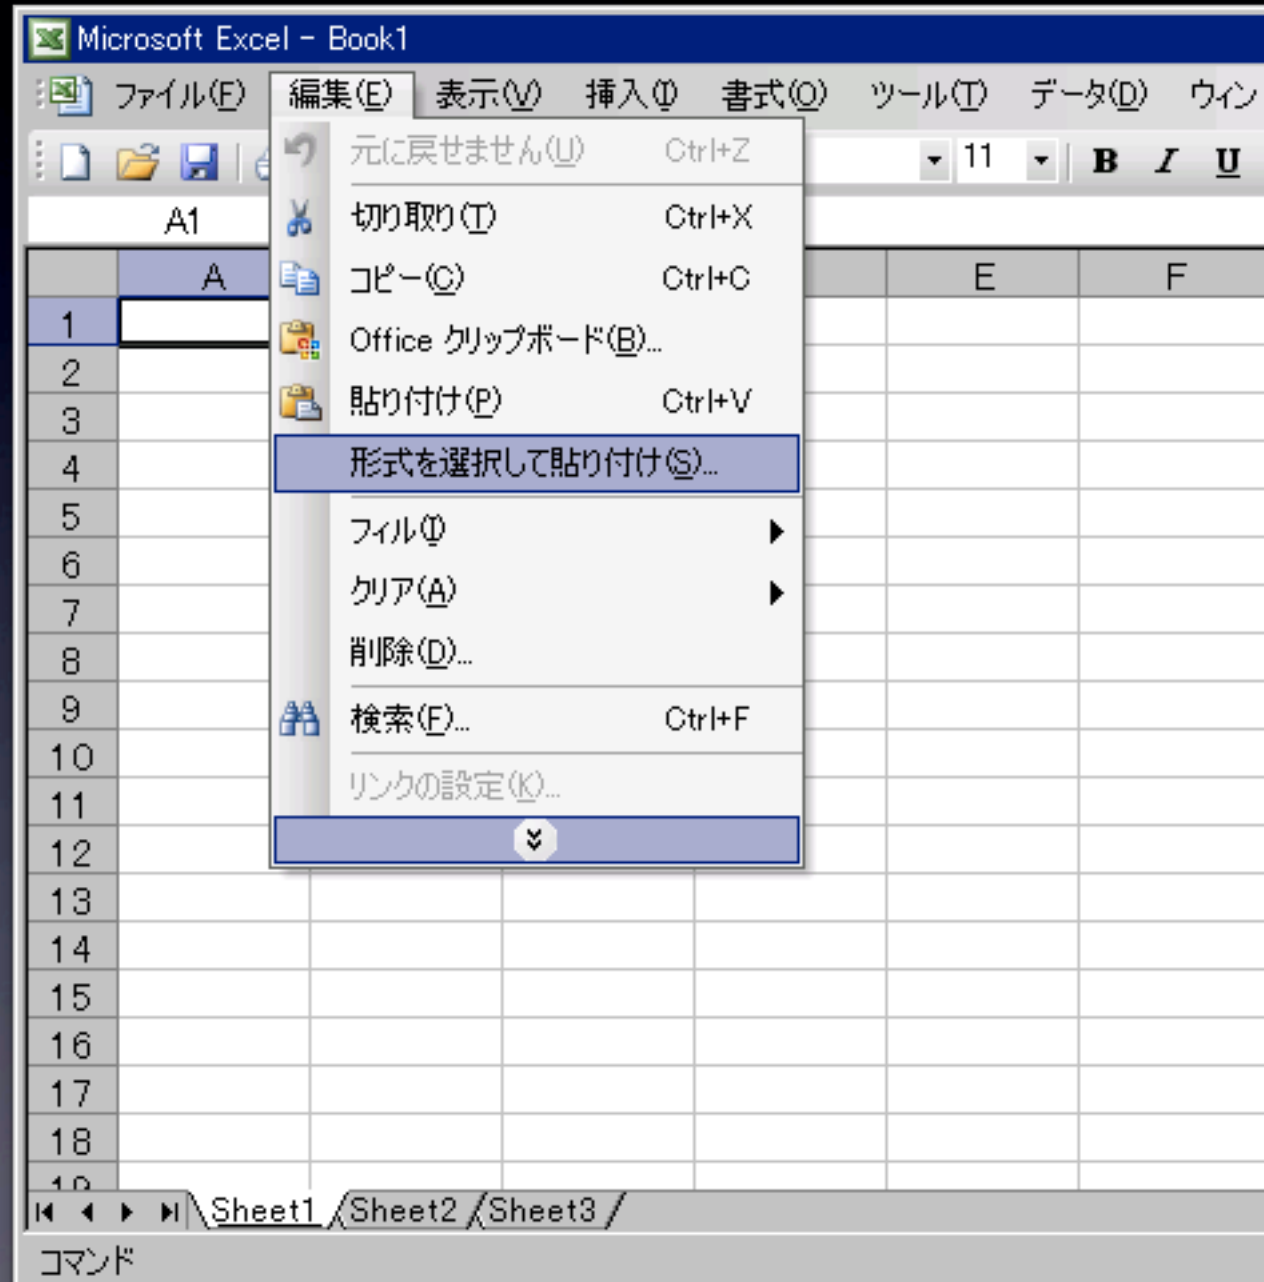 Microsoft Excel - Book1
ファイル(F) 編集(E) 表示(V) 挿入(I) 書式(O) ツール(T) データ(D) ウィン
元に戻せません(U) Ctrl+Z
11 B I U
A1
切り取り(T) Ctrl+X
コピー(C) Ctrl+C
Office クリップボード(B)...
貼り付け(P) Ctrl+V
形式を選択して貼り付け(S)...
フィル(I)
クリア(A)
削除(D)...
検索(F)... Ctrl+F
リンクの設定(K)...
A E F
1
2
3
4
5
6
7
8
9
10
11
12
13
14
15
16
17
18
19
Sheet1 Sheet2 Sheet3
コマンド